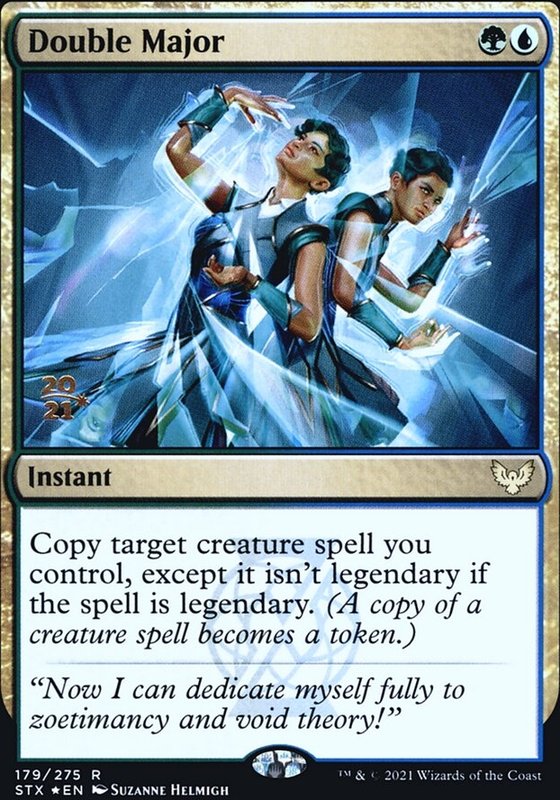 Double Major
20
21
Instant
Copy target creature spell you
control, except it isn't legendary if
the spell is legendary. (A copy of a
creature spell becomes a token.)
“Now I can dedicate myself fully to
zoetimancy and void theory!”
179/275 R
STX ★ EN Suzanne Helmigh
™ & © 2021 Wizards of the Coast